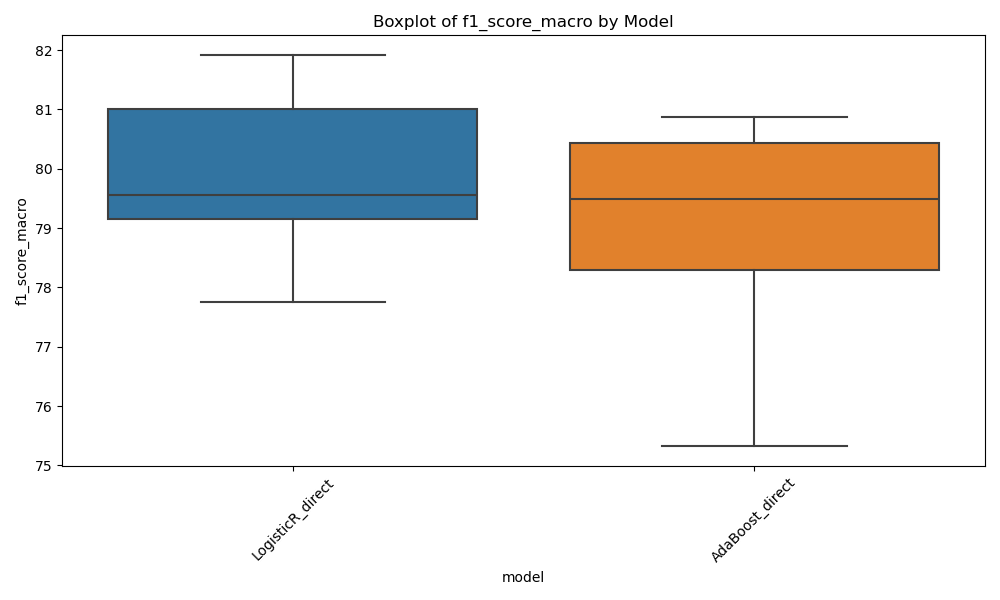 Boxplot of f1_score_macro by Model
82
81
80
79
78
77
76
75
f1_score_macro
LogisticR_direct
AdaBoost_direct
model